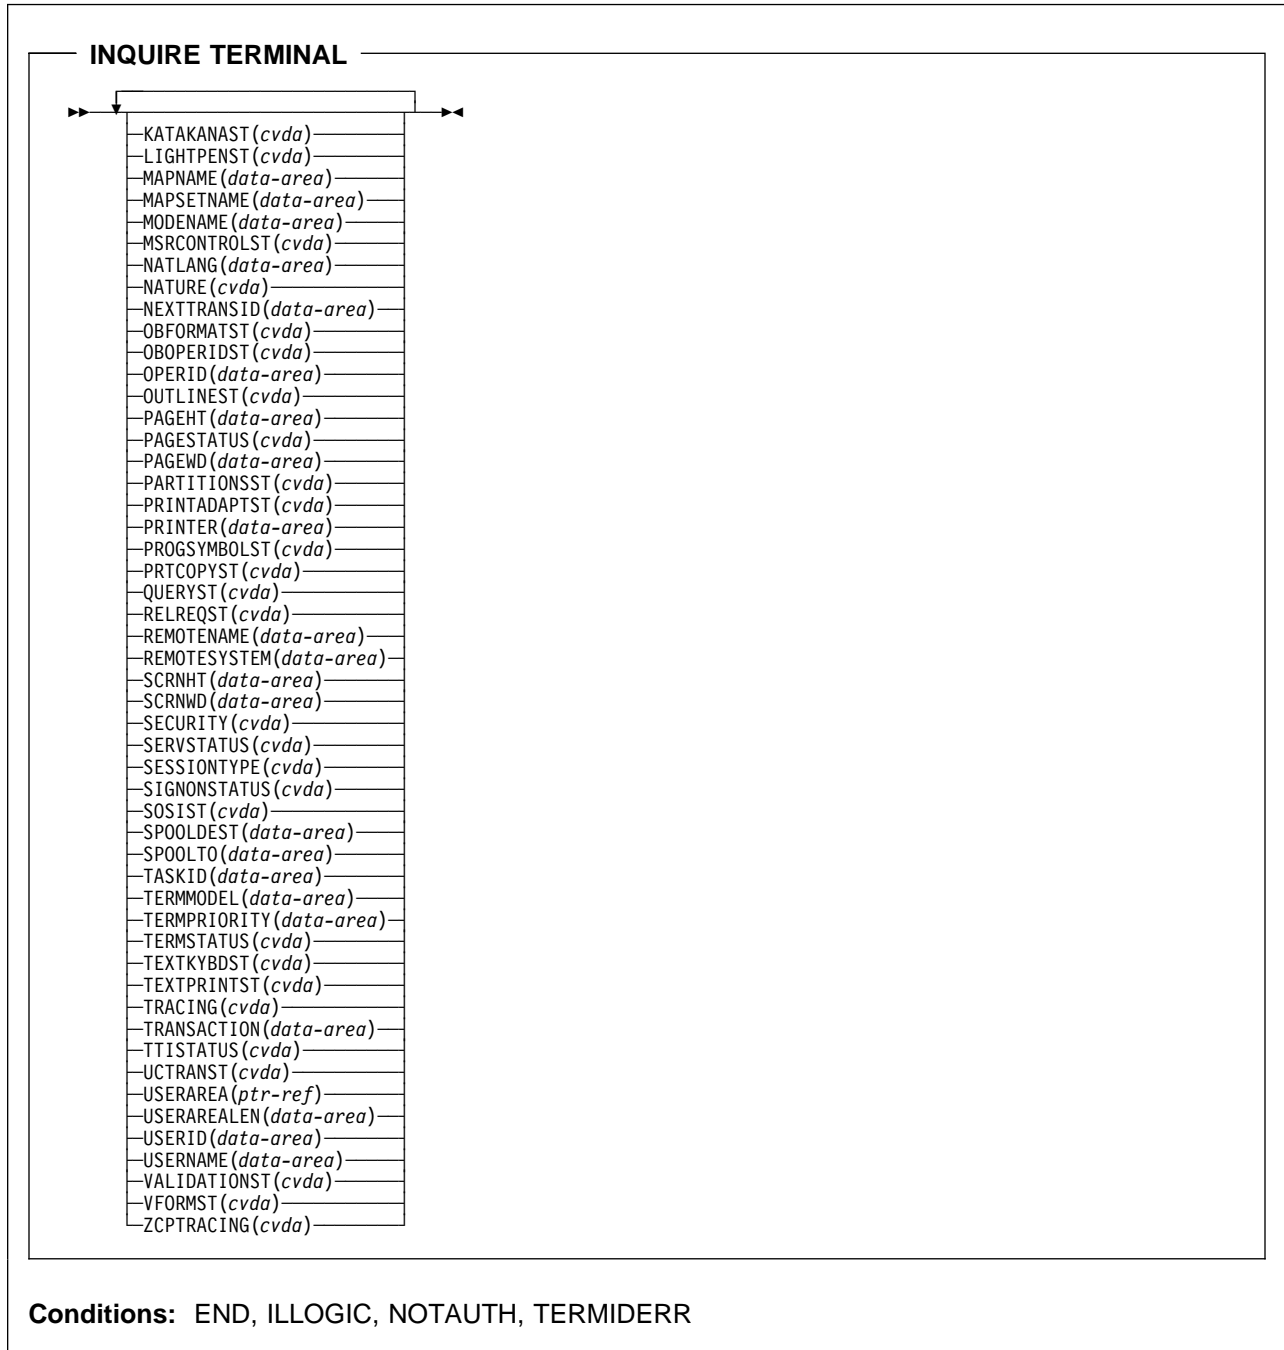 INQUIRE TERMINAL
KATAKANAST(cvda)
LIGHTPENST(cvda)
MAPNAME(data-area)
MAPSETNAME(data-area)
MODENAME(data-area)
MSRCONTROLST(cvda)
NATLANG(data-area)
NATURE(cvda)
NEXTTRANSID(data-area)
OBFORMATST(cvda)
OBOPERIDST(cvda)
OPERID(data-area)
OUTLINEST(cvda)
PAGEHT(data-area)
PAGESTATUS(cvda)
PAGEWD(data-area)
PARTITIONSST(cvda)
PRINTADAPTST(cvda)
PRINTER(data-area)
PROGSYMBOLST(cvda)
PRTCOPYST(cvda)
QUERYST(cvda)
RELREQST(cvda)
REMOTENAME(data-area)
REMOTESYSTEM(data-area)
SCRNHT(data-area)
SCRNWD(data-area)
SECURITY(cvda)
SERVSTATUS(cvda)
SESSIONTYPE(cvda)
SIGNONSTATUS(cvda)
SOSIST(cvda)
SPOOLDEST(data-area)
SPOOLTO(data-area)
TASKID(data-area)
TERMMODEL(data-area)
TERMPRIORITY(data-area)
TERMSTATUS(cvda)
TEXTKYBDST(cvda)
TEXTPRINTST(cvda)
TRACING(cvda)
TRANSACTION(data-area)
TTISTATUS(cvda)
UCTRANST(cvda)
USERAREA(ptr-ref)
USERAREALEN(data-area)
USERID(data-area)
USERNAME(data-area)
VALIDATIONST(cvda)
VFORMST(cvda)
ZCPTRACING(cvda)
Conditions: END, ILLOGIC, NOTAUTH, TERMIDERR